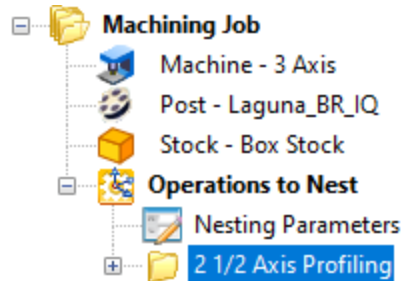 Machining Job
Machine - 3 Axis
Post - Laguna_BR_IQ
Stock - Box Stock
Operations to Nest
Nesting Parameters
2 1/2 Axis Profiling